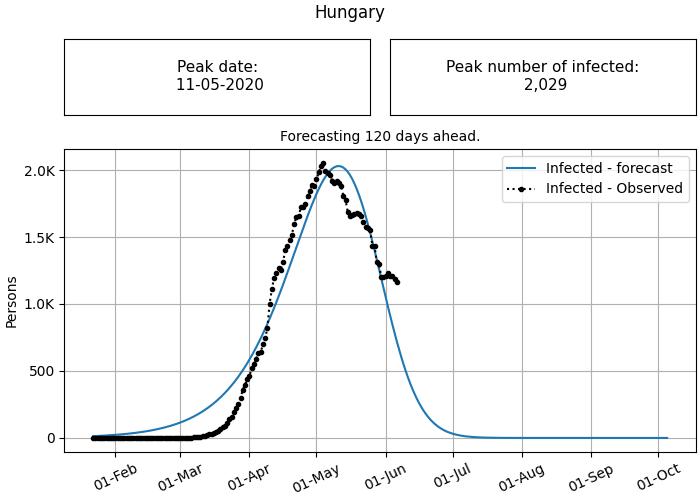 Hungary
Peak date:
11-05-2020
Peak number of infected:
2,029
Forecasting 120 days ahead.
Infected - forecast
Infected - Observed
2.0K
1.5K
1.0K
500
0
Persons
01-Feb
01-Mar
01-Apr
01-May
01-Jun
01-Jul
01-Aug
01-Sep
01-Oct